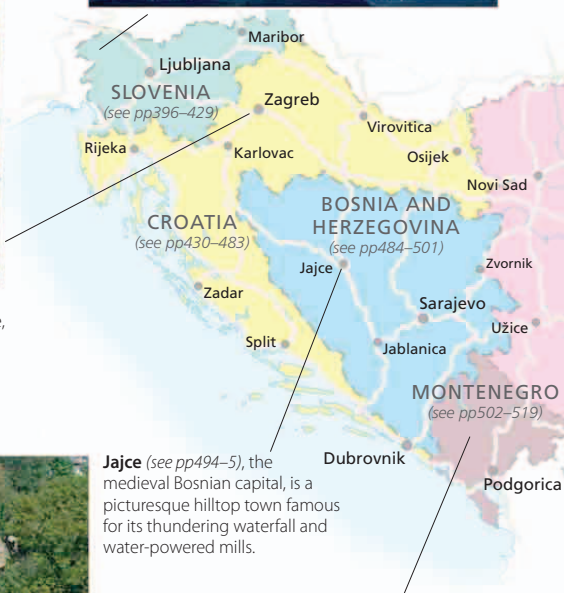 Maribor
Ljubljana
SLOVENIA
(see pp396–429)
Zagreb
Virovitica
Rijeka
Karlovac
Osijek
Novi Sad
BOSNIA AND
HERZEGOVINA
(see pp484–501)
CROATIA
(see pp430–483)
Jajce
Zvornik
Zadar
Sarajevo
Užice
Split
Jablanica
MONTENEGRO
(see pp502–519)
Dubrovnik
Podgorica
Jajce (see pp494–5), the
medieval Bosnian capital, is a
picturesque hilltop town famous
for its thundering waterfall and
water-powered mills.